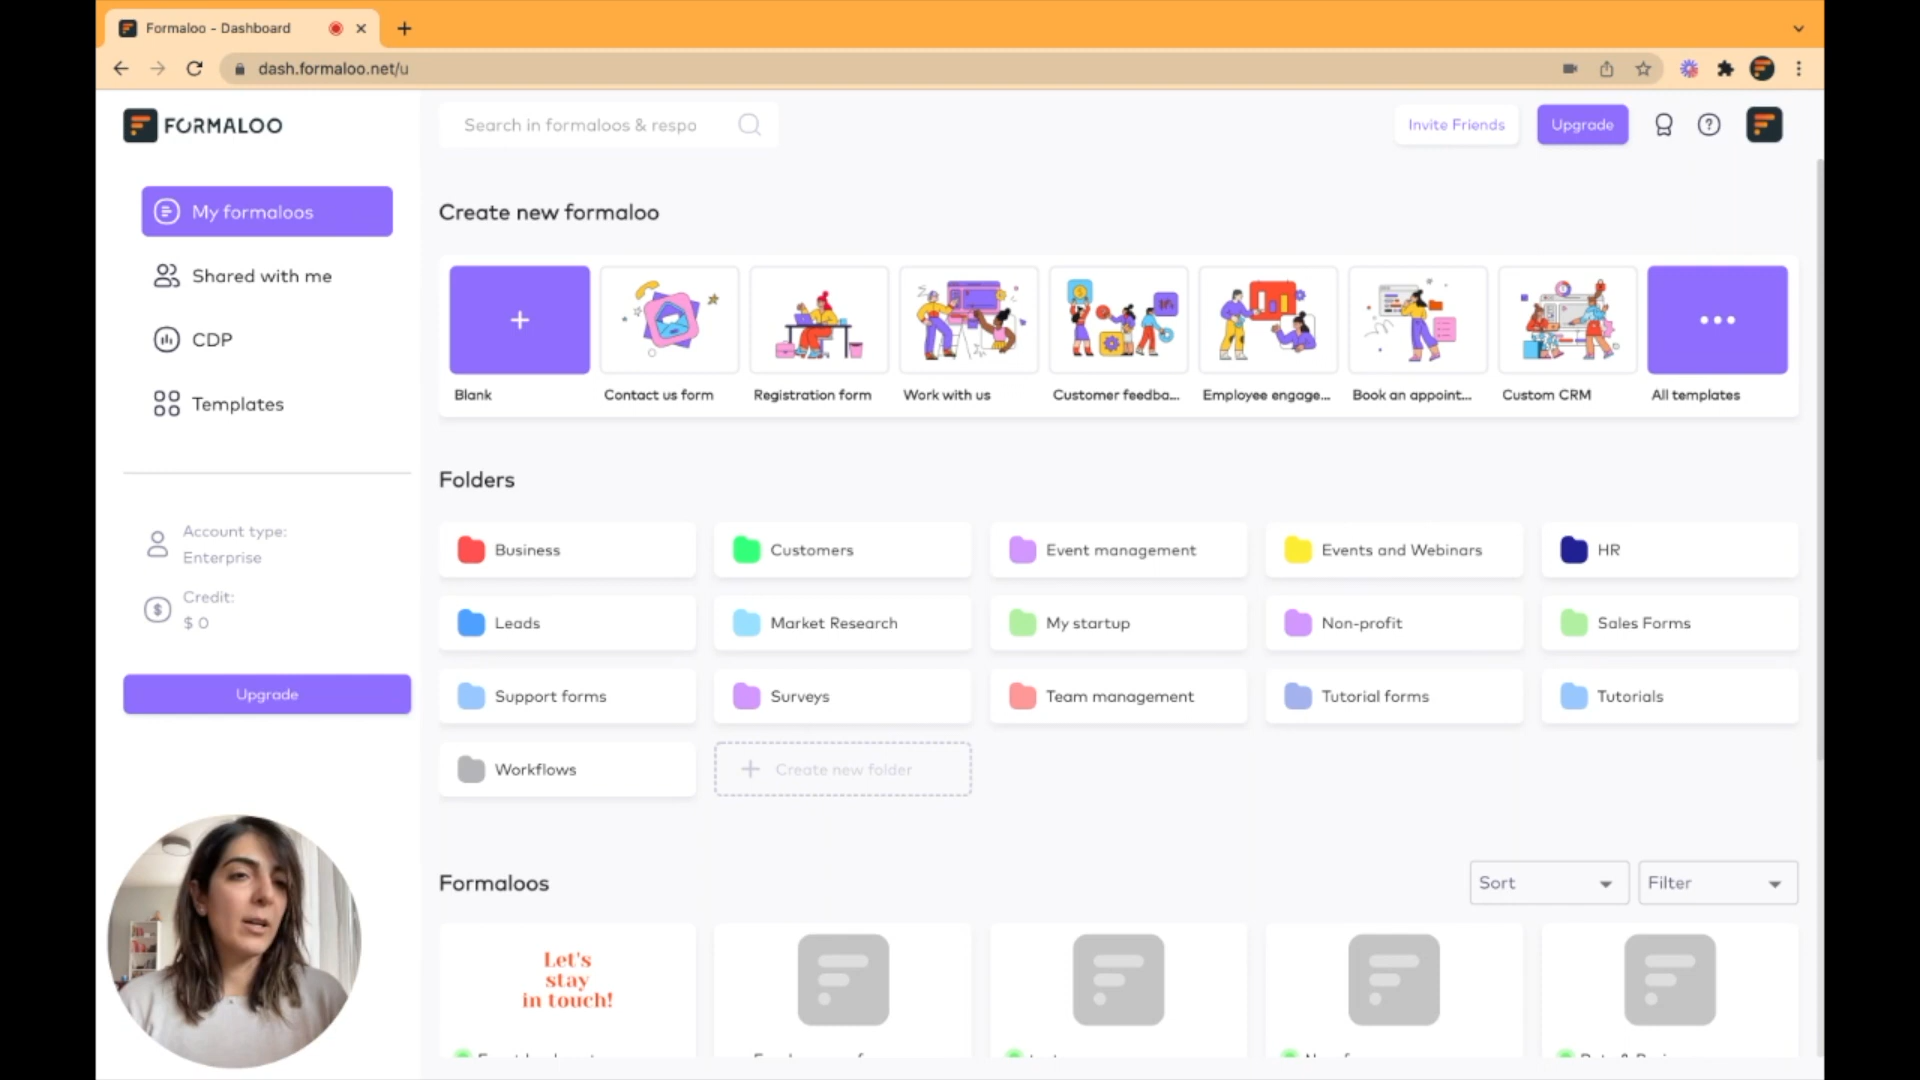 Formaloo - Dashboard
dash.formaloo.net/u
FORMALOO
Search in formaloos & respo
Invite Friends
Upgrade
My formaloos
Shared with me
CDP
Templates
Account type:
Enterprise
Credit:
$ 0
Upgrade
Create new formaloo
Blank
Contact us form
Registration form
Work with us
Customer feedba...
Employee engage...
Book an appoint...
Custom CRM
All templates
Folders
Business
Customers
Event management
Events and Webinars
HR
Leads
Market Research
My startup
Non-profit
Sales Forms
Support forms
Surveys
Team management
Tutorial forms
Tutorials
Workflows
Create new folder
Formaloos
Sort
Filter
Let's
stay
in touch!